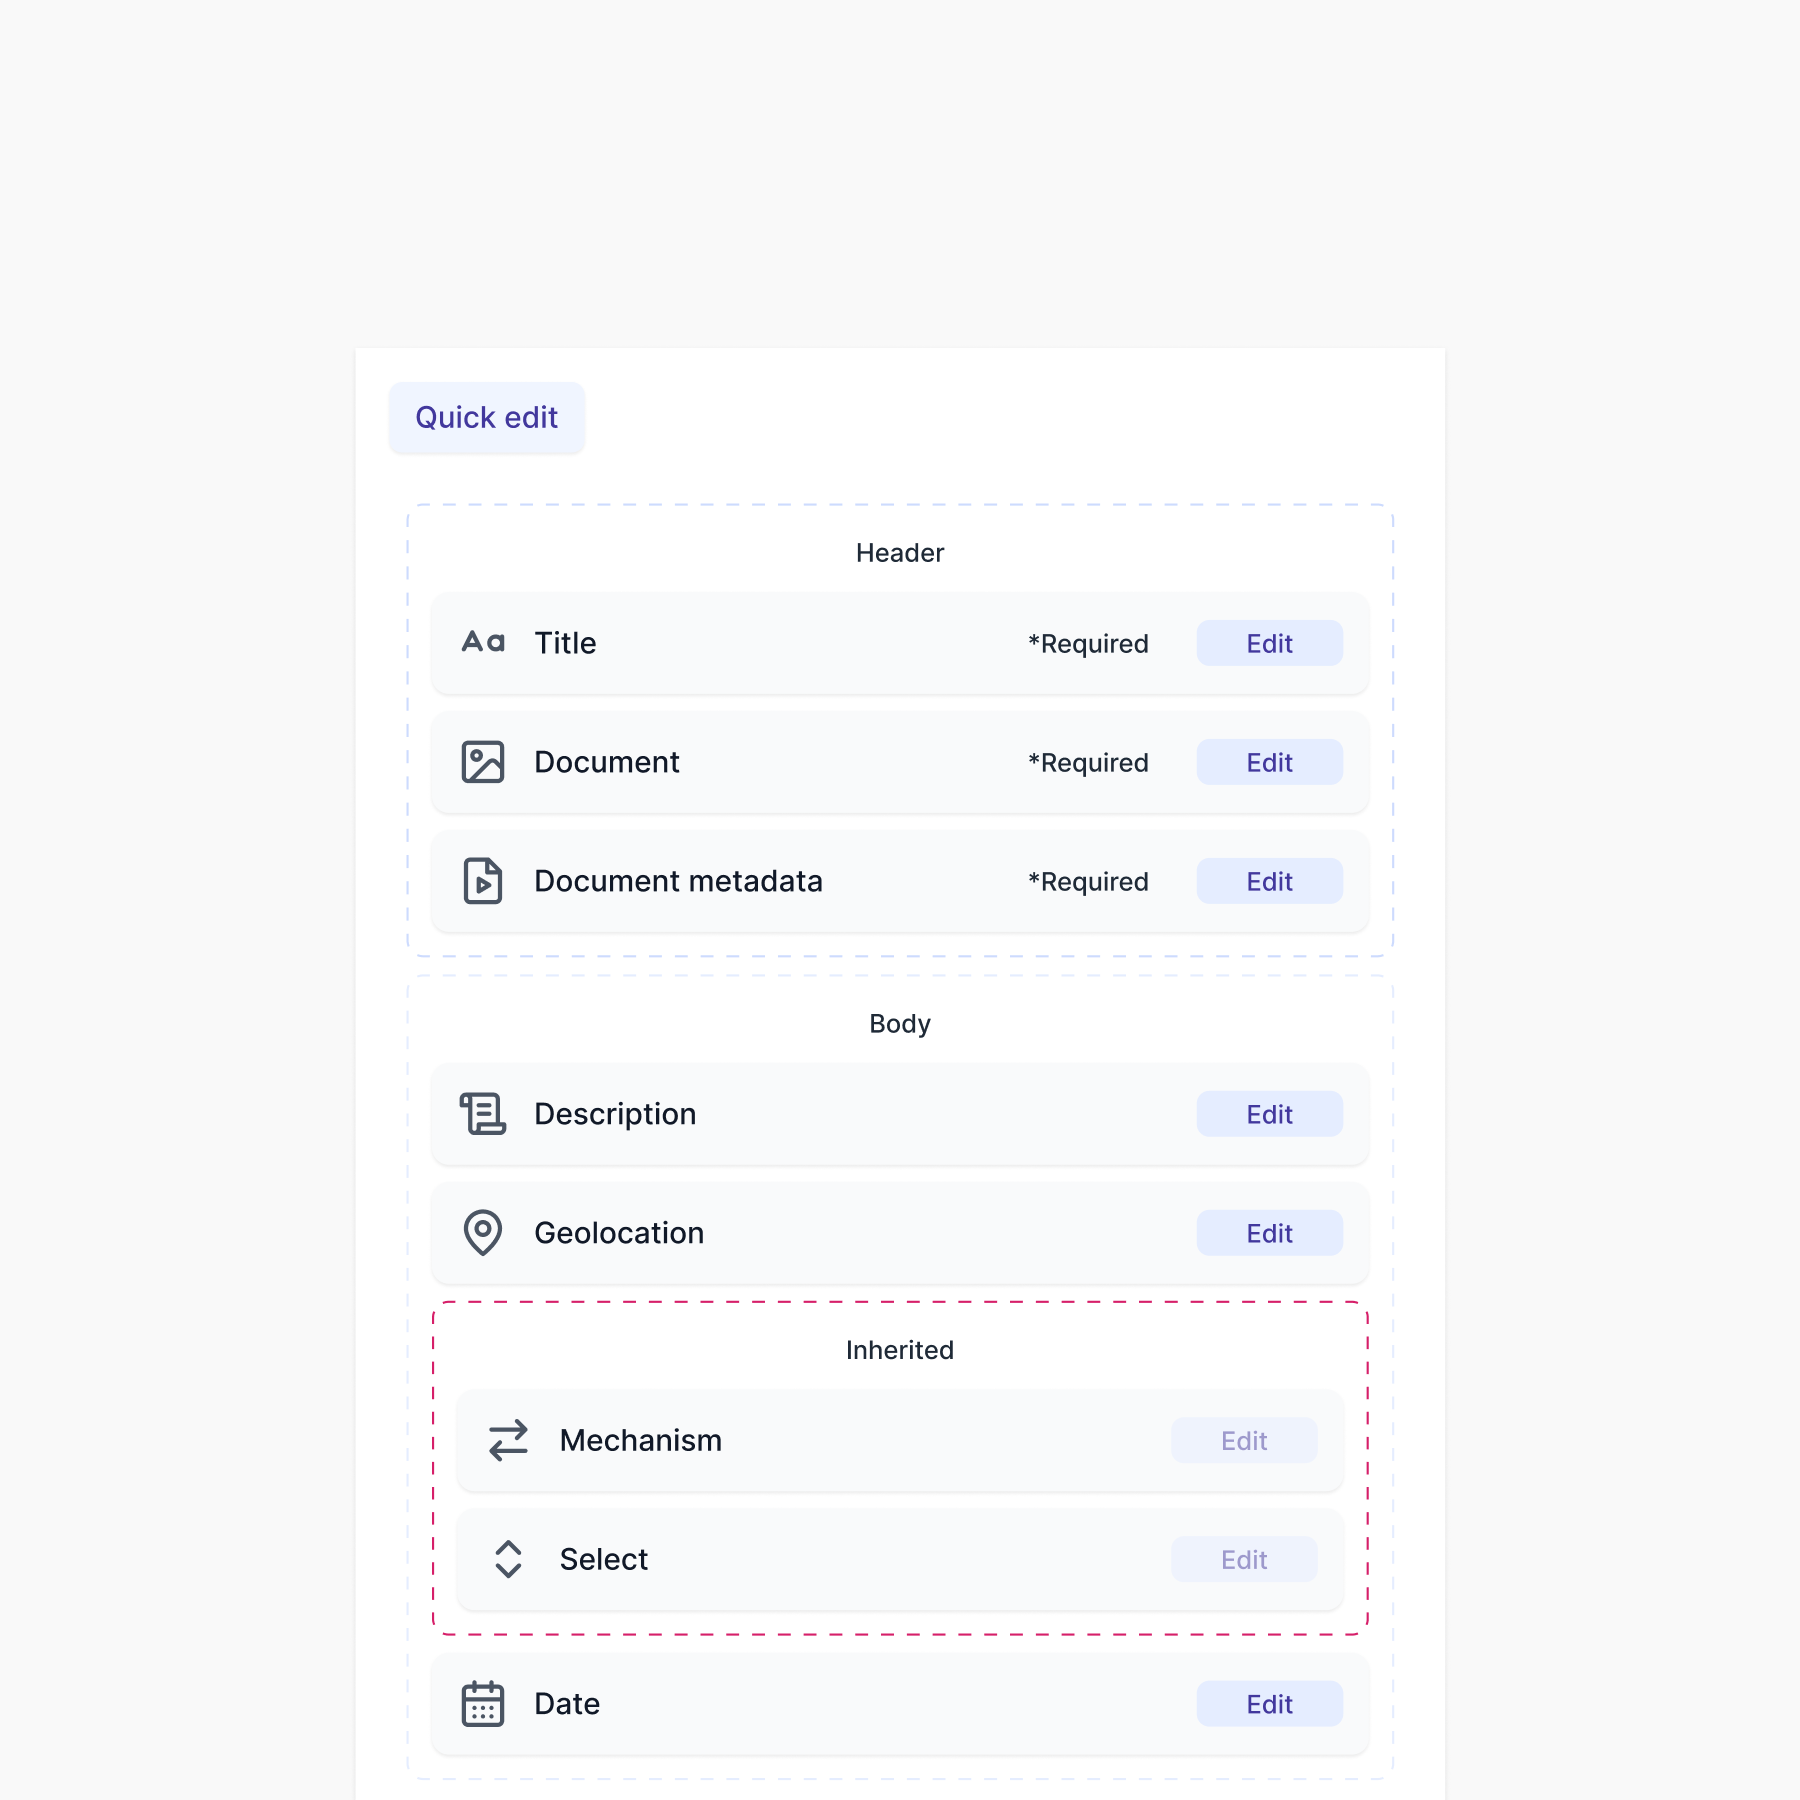 Quick edit
Header
Title *Required Edit
Document *Required Edit
Document metadata *Required Edit
Body
Description Edit
Geolocation Edit
Inherited
Mechanism Edit
Select Edit
Date Edit